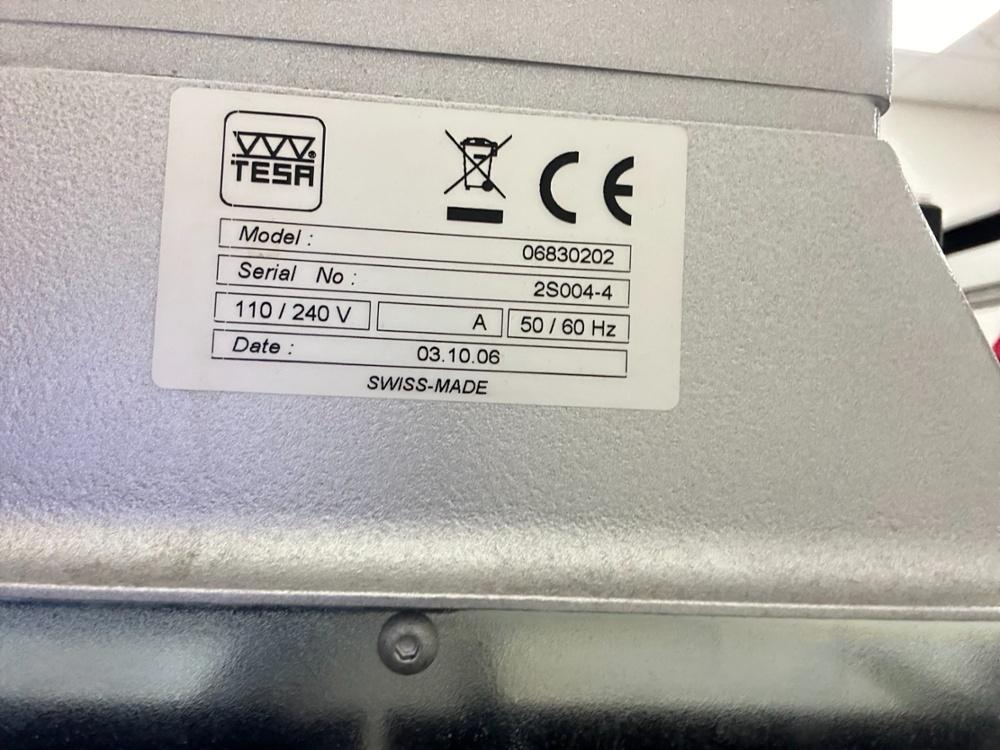 TESA
CE
Model : 06830202
Serial No : 2S004-4
110 / 240 V A 50 / 60 Hz
Date : 03.10.06
SWISS-MADE